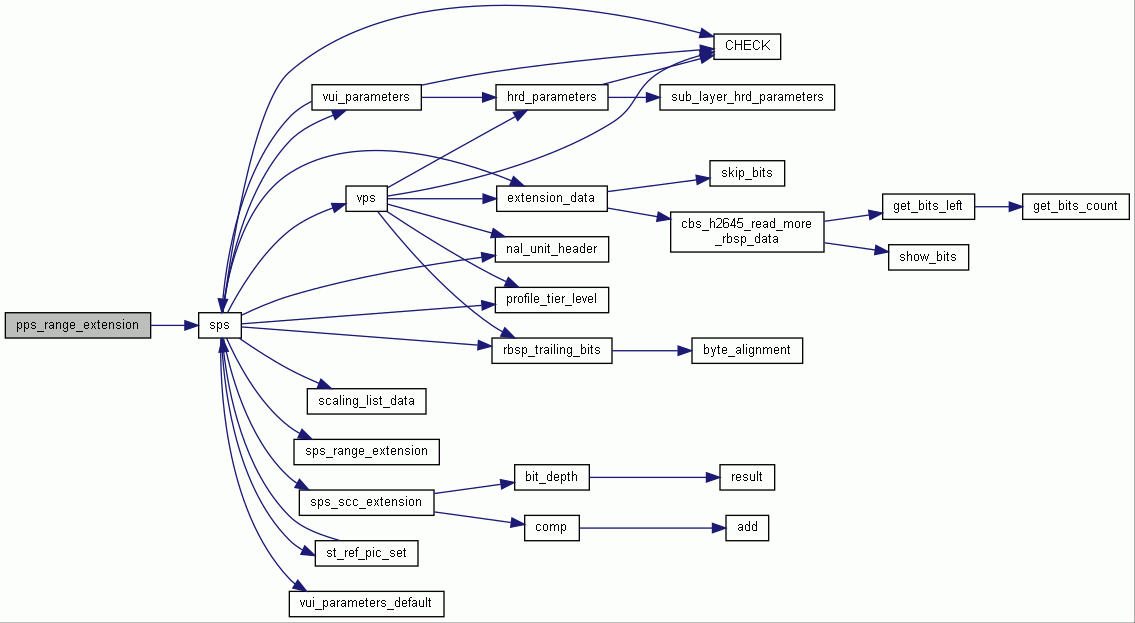 CHECK
vui_parameters
hrd_parameters
sub_layer_hrd_parameters
skip_bits
vps
extension_data
get_bits_left
get_bits_count
cbs_h2645_read_more
_rbsp_data
nal_unit_header
show_bits
profile_tier_level
pps_range_extension
sps
rbsp_trailing_bits
byte_alignment
scaling_list_data
sps_range_extension
bit_depth
result
sps_scc_extension
comp
add
st_ref_pic_set
vui_parameters_default